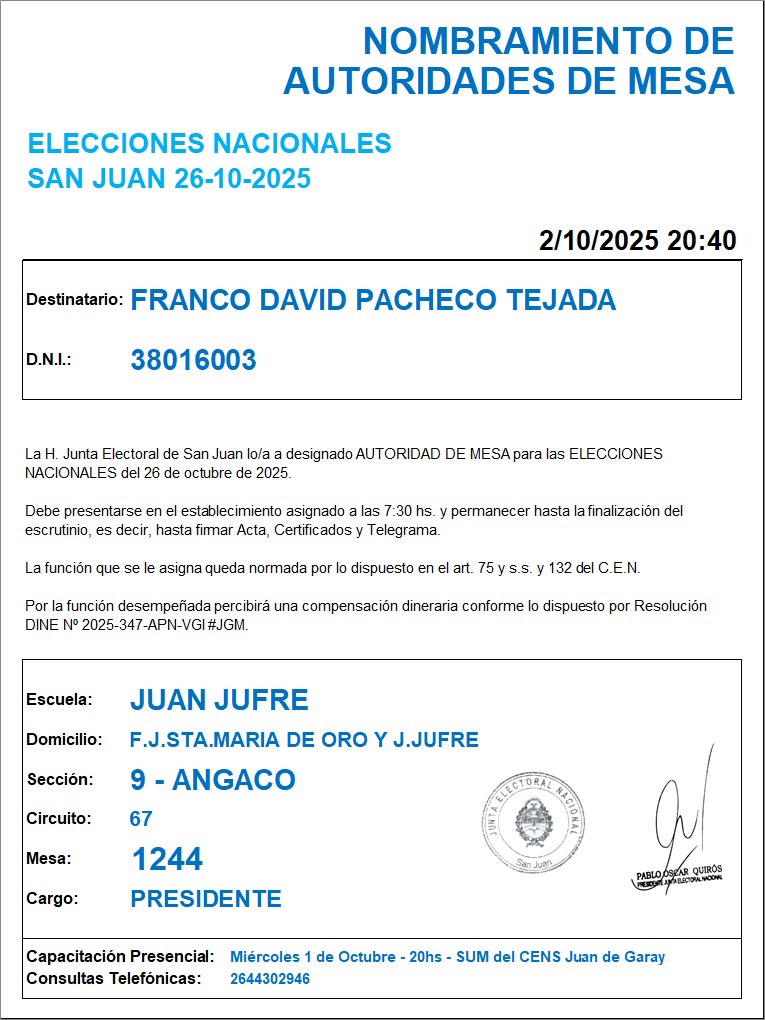 NOMBRAMIENTO DE
AUTORIDADES DE MESA
ELECCIONES NACIONALES
SAN JUAN 26-10-2025
2/10/2025 20:40
Destinatario: FRANCO DAVID PACHECO TEJADA
D.N.I.: 38016003
La H. Junta Electoral de San Juan lo/a a designado AUTORIDAD DE MESA para las ELECCIONES
NACIONALES del 26 de octubre de 2025.
Debe presentarse en el establecimiento asignado a las 7:30 hs. y permanecer hasta la finalización del
escrutinio, es decir, hasta firmar Acta, Certificados y Telegrama.
La función que se le asigna queda normada por lo dispuesto en el art. 75 y s.s. y 132 del C.E.N.
Por la función desempeñada percibirá una compensación dineraria conforme lo dispuesto por Resolución
DINE Nº 2025-347-APN-VGI#JGM.
Escuela: JUAN JUFRE
Domicilio: F.J.STA.MARIA DE ORO Y J.JUFRE
Sección: 9 - ANGACO
Circuito: 67
Mesa: 1244
Cargo: PRESIDENTE
JUNTA ELECTORAL NACIONAL
San Juan
PABLO OSCAR QUIRÓS
PRESIDENTE JUNTA ELECTORAL NACIONAL
Capacitación Presencial: Miércoles 1 de Octubre - 20hs - SUM del CENS Juan de Garay
Consultas Telefónicas: 2644302946